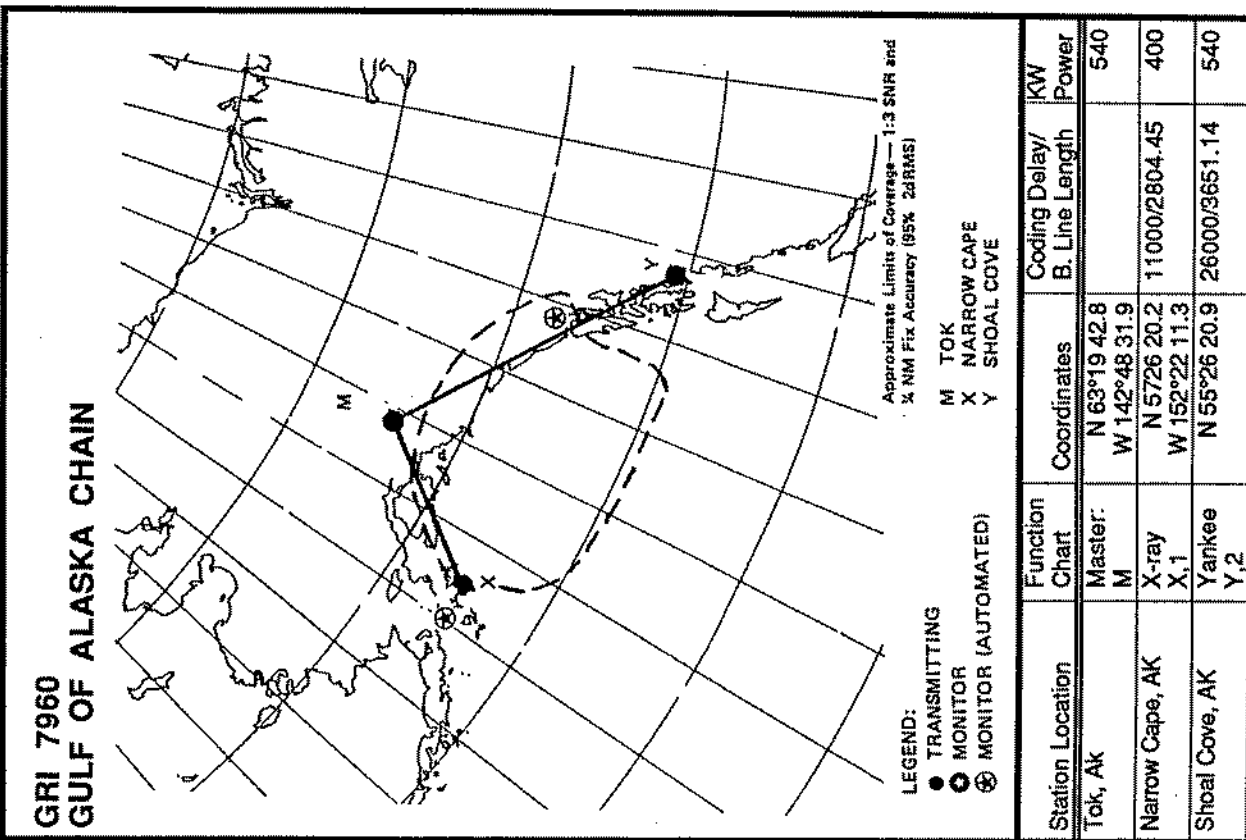 GRI 7960
GULF OF ALASKA CHAIN
M
X
Y
LEGEND:
TRANSMITTING
MONITOR
MONITOR (AUTOMATED)
Approximate Limits of Coverage — 1:3 SNR and
¼ NM Fix Accuracy (95% 2dRMS)
M TOK
X NARROW CAPE
Y SHOAL COVE
Station Location Function Chart Coordinates Coding Delay/ B. Line Length KW Power
Tok, Ak Master: N 63°19 42.8 540
M W 142°48 31.9
Narrow Cape, AK X-ray N 5726 20.2 11000/2804.45 400
X,1 W 152°22 11.3
Shoal Cove, AK Yankee N 55°26 20.9 26000/3651.14 540
Y,2